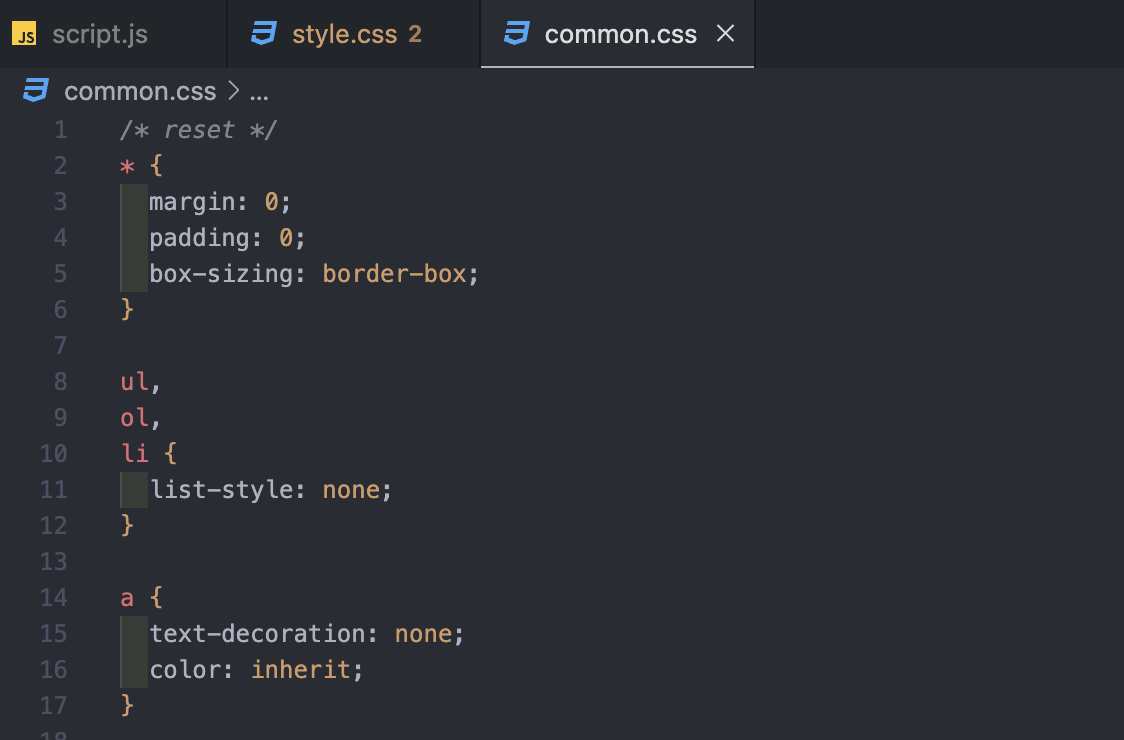 JS script.js style.css 2 common.css ×
common.css > ...
1 /* reset */
2 * {
3 margin: 0;
4 padding: 0;
5 box-sizing: border-box;
6 }
7
8 ul,
9 ol,
10 li {
11 list-style: none;
12 }
13
14 a {
15 text-decoration: none;
16 color: inherit;
17 }
18